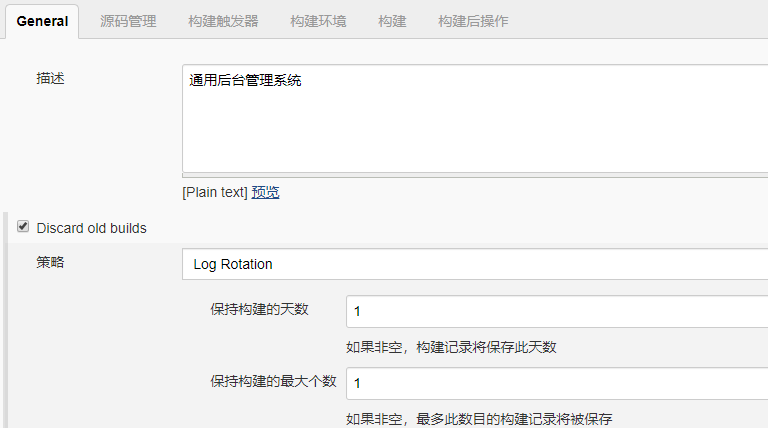 General 源码管理 构建触发器 构建环境 构建 构建后操作
描述 通用后台管理系统
[Plain text] 预览
Discard old builds
策略 Log Rotation
保持构建的天数 1
如果非空，构建记录将保存此天数
保持构建的最大个数 1
如果非空，最多此数目的构建记录将被保存